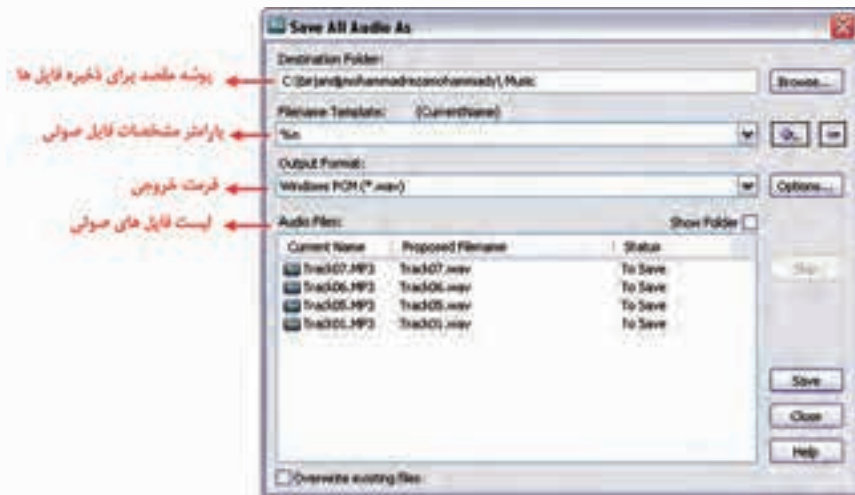 Save All Audio As
Destination Folder:
پوشه مقصد برای ذخیره فایل ها
Music
Browse...
Filename Template: (CurrentName)
پارامتر مشخصات فایل صوتی
%n
Output Format:
فرمت خروجی
Windows PCM (*.wav)
Options...
لیست فایل های صوتی
Audio Files:
Show Folder
Current Name Proposed Filename Status
Track07.MP3 Track07.wav To Save
Track06.MP3 Track06.wav To Save
Track05.MP3 Track05.wav To Save
Track01.MP3 Track01.wav To Save
Skip
Save
Close
Help
Overwrite existing files